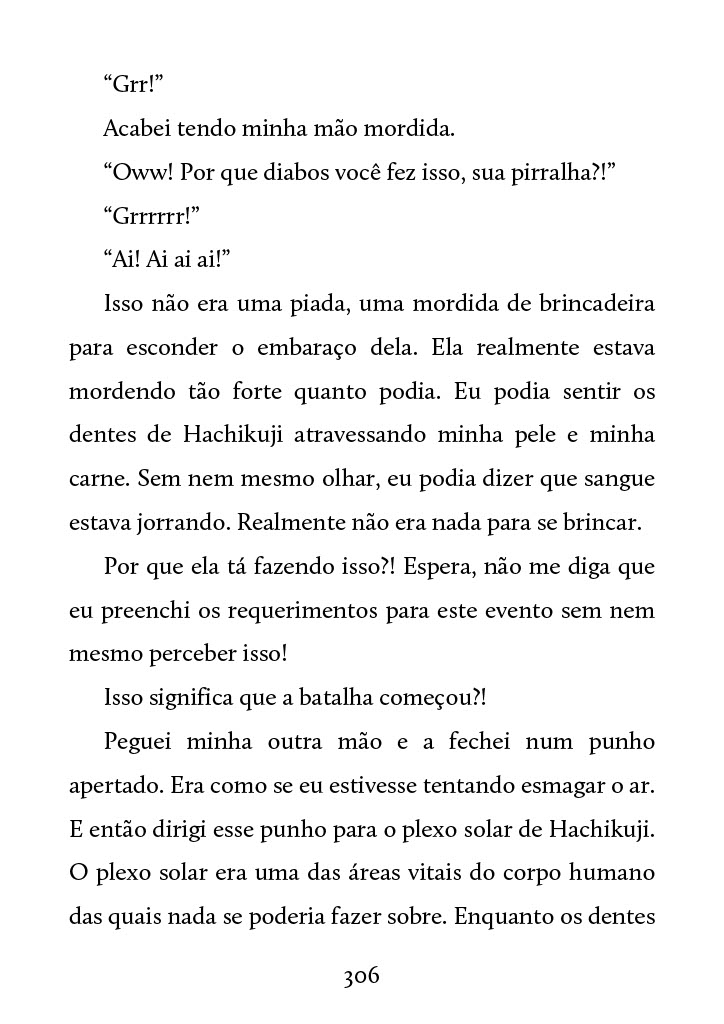 “Grr!”
Acabei tendo minha mão mordida.
“Oww! Por que diabos você fez isso, sua pirralha?!”
“Grrrrrr!”
“Ai! Ai ai ai!”
Isso não era uma piada, uma mordida de brincadeira
para esconder o embaraço dela. Ela realmente estava
mordendo tão forte quanto podia. Eu podia sentir os
dentes de Hachikuji atravessando minha pele e minha
carne. Sem nem mesmo olhar, eu podia dizer que sangue
estava jorrando. Realmente não era nada para se brincar.
Por que ela tá fazendo isso?! Espera, não me diga que
eu preenchi os requerimentos para este evento sem nem
mesmo perceber isso!
Isso significa que a batalha começou?!
Peguei minha outra mão e a fechei num punho
apertado. Era como se eu estivesse tentando esmagar o ar.
E então dirigi esse punho para o plexo solar de Hachikuji.
O plexo solar era uma das áreas vitais do corpo humano
das quais nada se poderia fazer sobre. Enquanto os dentes
306